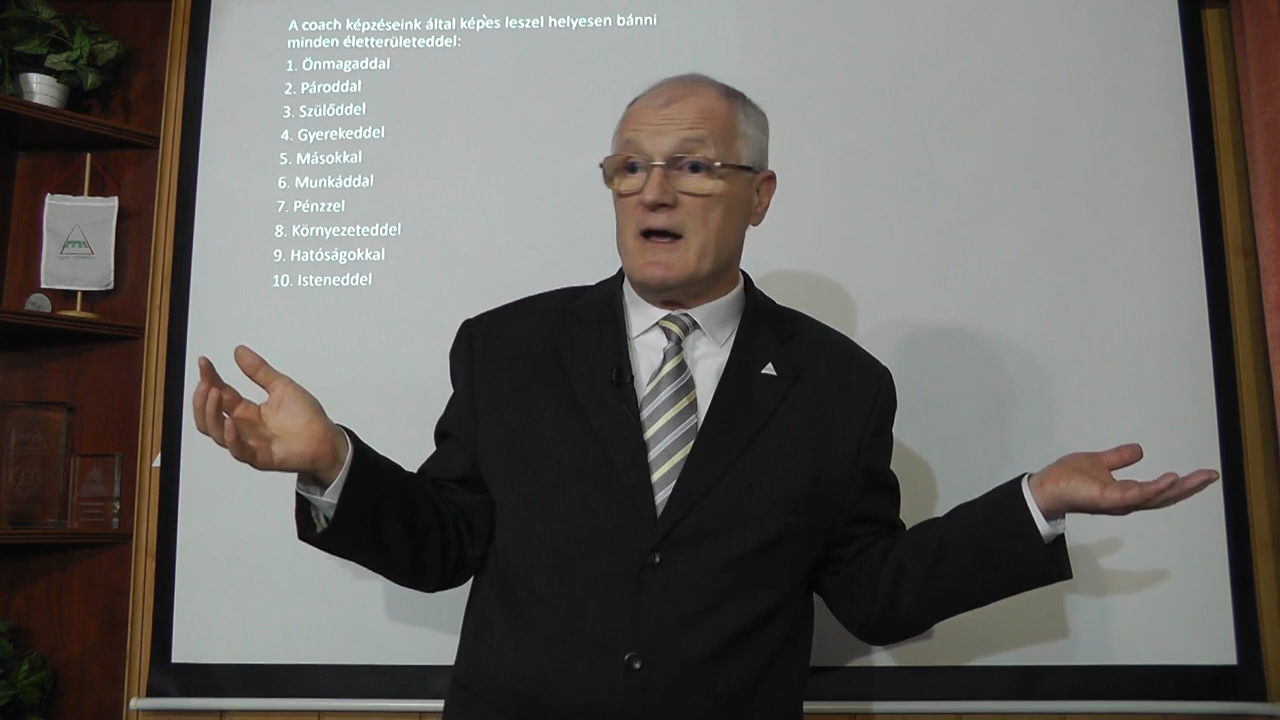 A coach képzéseink által képes leszel helyesen bánni
minden életterületeddel:
1. Önmagaddal
2. Pároddal
3. Szülőddel
4. Gyerekeddel
5. Másokkal
6. Munkáddal
7. Pénzzel
8. Környezeteddel
9. Hatóságokkal
10. Isteneddel